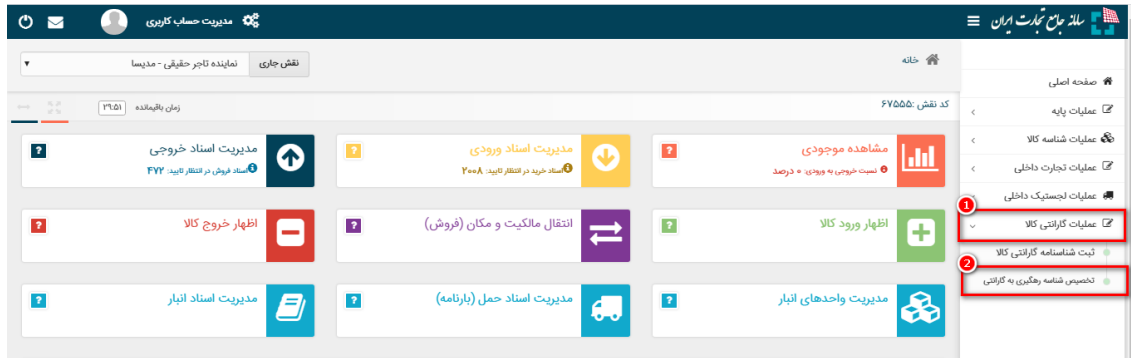 سامانه جامع تجارت ایران
مدیریت حساب کاربری
خانه
نقش جاری
نماینده تاجر حقیقی - مدیسا
کد نقش :۶۷۵۵۵
زمان باقیمانده
۲۹:۵۱
صفحه اصلی
عملیات پایه
عملیات شناسه کالا
عملیات تجارت داخلی
عملیات لجستیک داخلی
1
عملیات گارانتی کالا
ثبت شناسنامه گارانتی کالا
2
تخصیص شناسه رهگیری به گارانتی
مشاهده موجودی
?
نسبت خروجی به ورودی: ۰ درصد
مدیریت اسناد ورودی
?
اسناد خرید در انتظار تایید: ۲۰۰۸
مدیریت اسناد خروجی
?
اسناد فروش در انتظار تایید: ۴۷۲
اظهار ورود کالا
?
انتقال مالکیت و مکان (فروش)
?
اظهار خروج کالا
?
مدیریت واحدهای انبار
?
مدیریت اسناد حمل (بارنامه)
?
مدیریت اسناد انبار
?